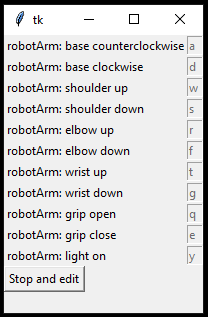 tk
robotArm: base counterclockwise a
robotArm: base clockwise d
robotArm: shoulder up w
robotArm: shoulder down s
robotArm: elbow up r
robotArm: elbow down f
robotArm: wrist up t
robotArm: wrist down g
robotArm: grip open q
robotArm: grip close e
robotArm: light on y
Stop and edit